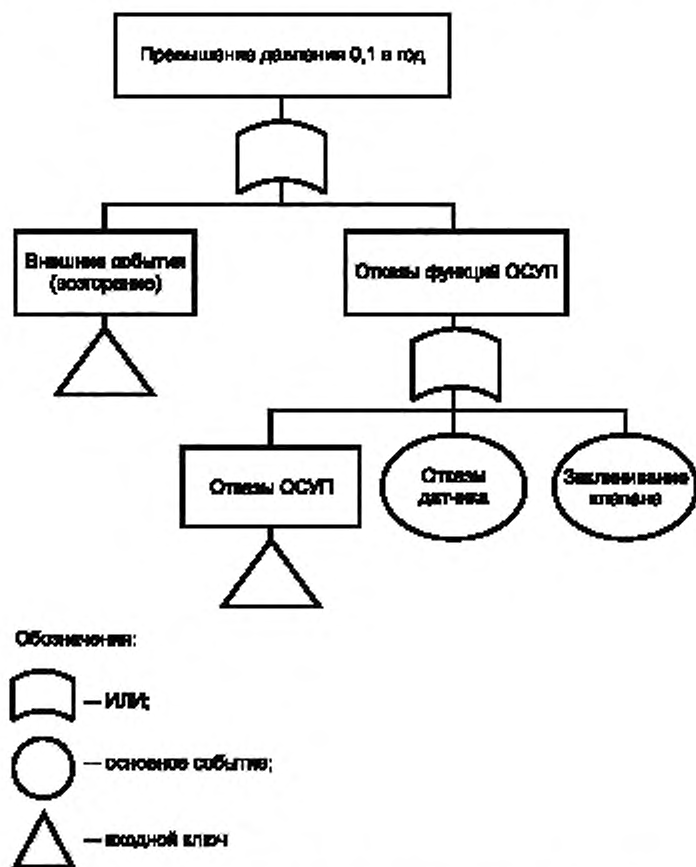 Превышение давления 0,1 в год
Внешние события
(возгорание)
Отказы функций ОСУП
Отказы ОСУП
Отказы
датчика
Заклинивание
клапана
Обозначения:
— ИЛИ;
— основное событие;
— входной ключ